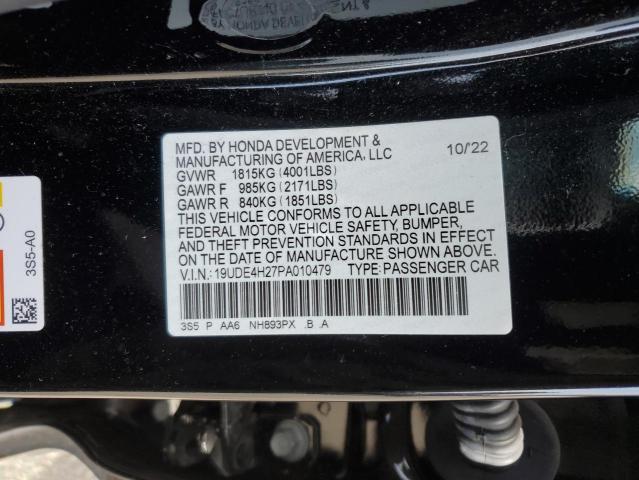 MFD. BY HONDA DEVELOPMENT &
MANUFACTURING OF AMERICA, LLC 10/22
GVWR 1815KG (4001LBS)
GAWR F 985KG (2171LBS)
GAWR R 840KG (1851LBS)
THIS VEHICLE CONFORMS TO ALL APPLICABLE
FEDERAL MOTOR VEHICLE SAFETY, BUMPER,
AND THEFT PREVENTION STANDARDS IN EFFECT
ON THE DATE OF MANUFACTURE SHOWN ABOVE.
V.I.N.: 19UDE4H27PA010479 TYPE: PASSENGER CAR
3S5 P AA6 NH893PX .B .A
3S5-A0